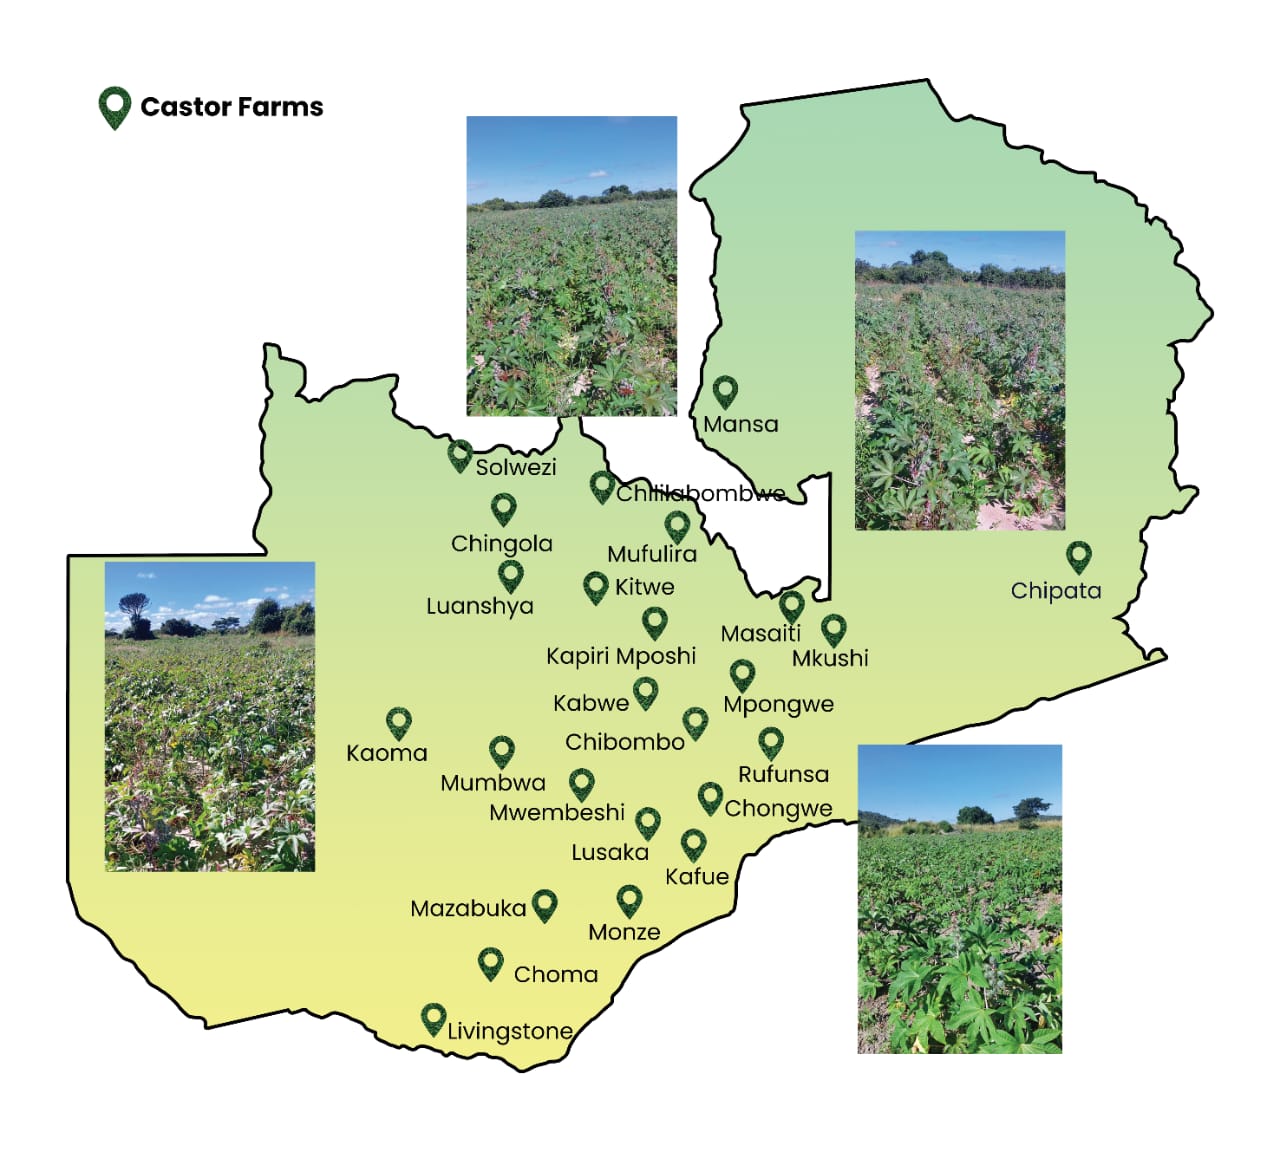 Castor Farms
Mansa
Solwezi
Chililabombwe
Chingola
Mufulira
Kitwe
Chipata
Luanshya
Masaiti
Kapiri Mposhi
Mkushi
Kabwe
Mpongwe
Chibombo
Kaoma
Rufunsa
Mumbwa
Mwembeshi
Chongwe
Lusaka
Kafue
Mazabuka
Monze
Choma
Livingstone